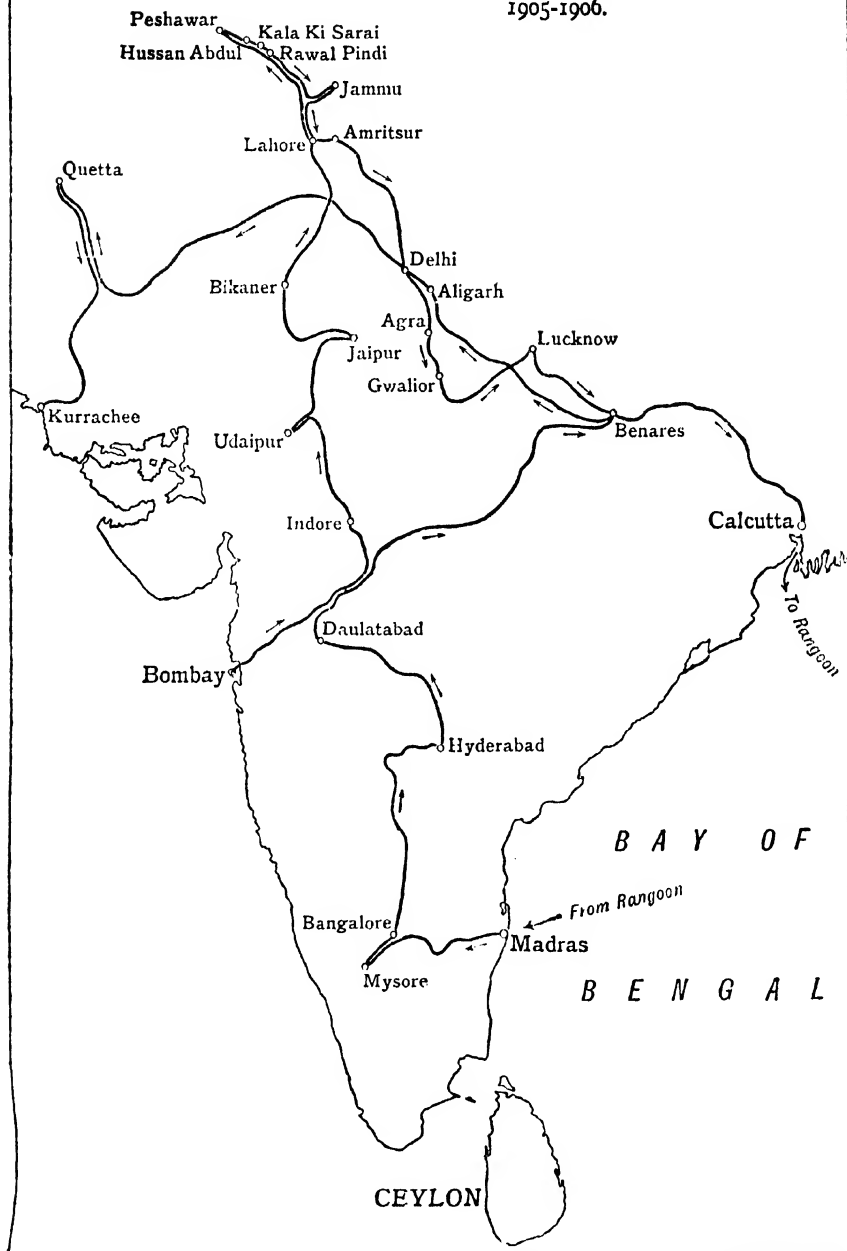 1905-1906.
Peshawar
Kala Ki Sarai
Hussan Abdul
Rawal Pindi
Jammu
Lahore
Amritsur
Quetta
Delhi
Bikaner
Aligarh
Agra
Lucknow
Jaipur
Gwalior
Kurrachee
Udaipur
Benares
Indore
Calcutta
To Rangoon
Daulatabad
Bombay
Hyderabad
BAY OF
From Rangoon
Bangalore
Madras
Mysore
BENGAL
CEYLON